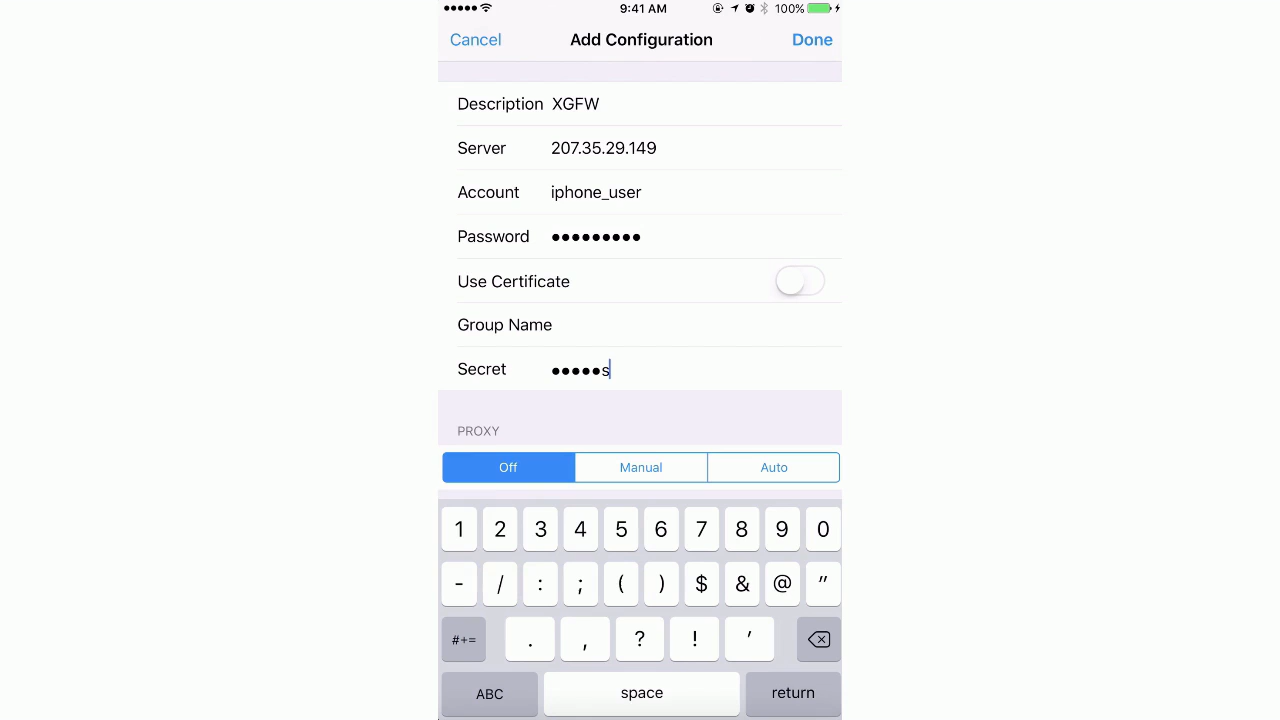 9:41 AM 100%
Cancel Add Configuration Done
Description XGFW
Server 207.35.29.149
Account iphone_user
Password ●●●●●●●●●
Use Certificate
Group Name
Secret ●●●●●s
PROXY
Off Manual Auto
1 2 3 4 5 6 7 8 9 0
- / : ; ( ) $ & @ "
#+= . , ? ! '
ABC space return